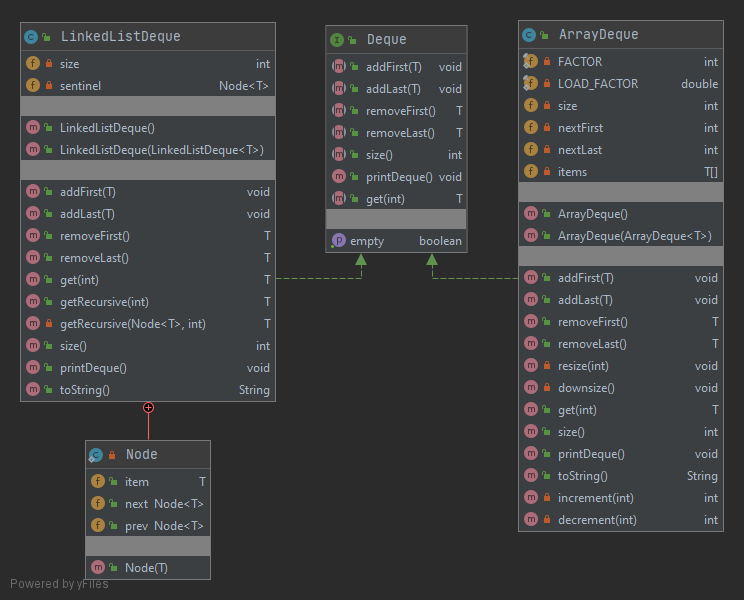 LinkedListDeque
size int
sentinel Node<T>
LinkedListDeque()
LinkedListDeque(LinkedListDeque<T>)
addFirst(T) void
addLast(T) void
removeFirst() T
removeLast() T
get(int) T
getRecursive(int) T
getRecursive(Node<T>, int) T
size() int
printDeque() void
toString() String
Node
item T
next Node<T>
prev Node<T>
Node(T)
Deque
addFirst(T) void
addLast(T) void
removeFirst() T
removeLast() T
size() int
printDeque() void
get(int) T
empty boolean
ArrayDeque
FACTOR int
LOAD_FACTOR double
size int
nextFirst int
nextLast int
items T[]
ArrayDeque()
ArrayDeque(ArrayDeque<T>)
addFirst(T) void
addLast(T) void
removeFirst() T
removeLast() T
resize(int) void
downsize() void
get(int) T
size() int
printDeque() void
toString() String
increment(int) int
decrement(int) int
Powered by yFiles